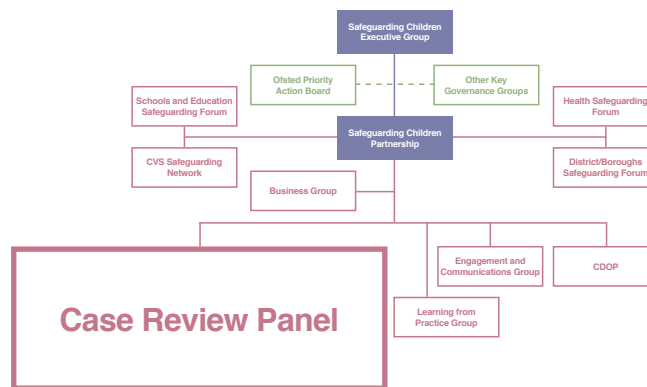 Safeguarding Children
Executive Group
Ofsted Priority
Action Board
Other Key
Governance Groups
Schools and Education
Safeguarding Forum
Health Safeguarding
Forum
Safeguarding Children
Partnership
CVS Safeguarding
Network
District/Boroughs
Safeguarding Forum
Business Group
Case Review Panel
Learning from
Practice Group
Engagement and
Communications Group
CDOP